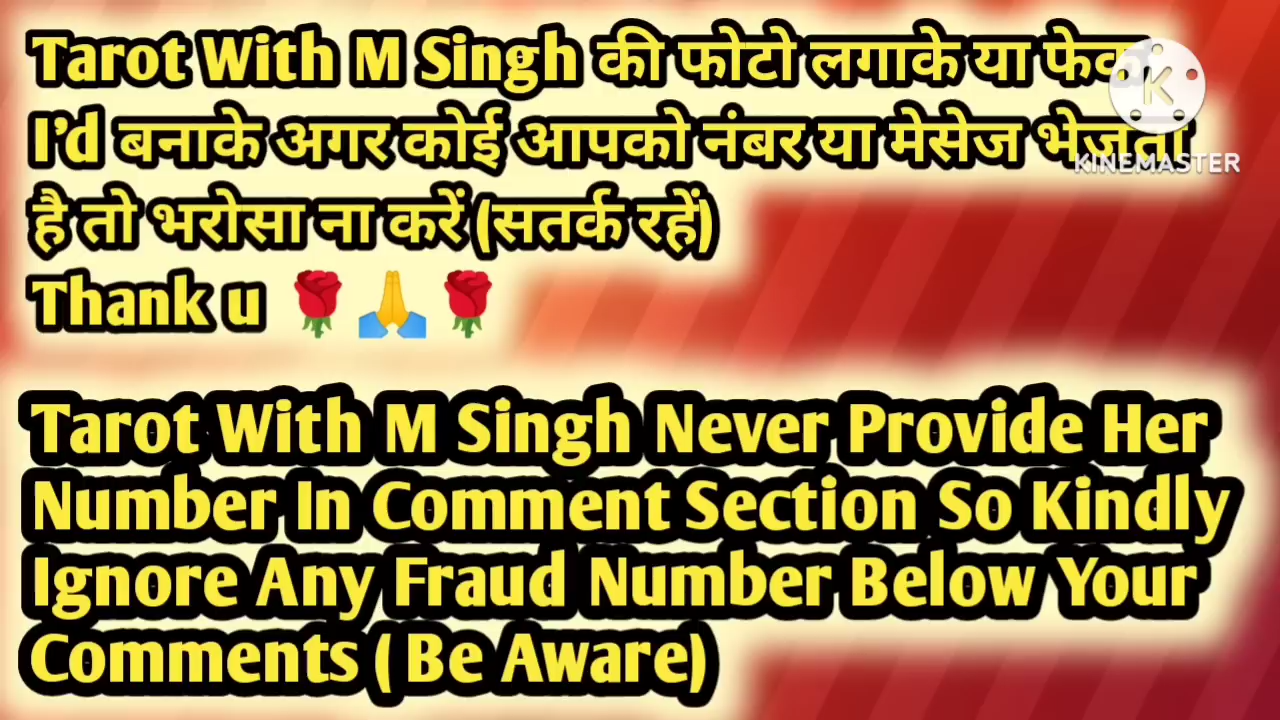 Tarot With M Singh की फोटो लगाके या
I'd बनाके अगर कोई आपको नंबर या मेसेज भेजता
है तो भरोसा ना करें (सतर्क रहें)
Thank u 🌹🙏🌹
Tarot With M Singh Never Provide Her
Number In Comment Section So Kindly
Ignore Any Fraud Number Below Your
Comments ( Be Aware)
K
KINEMASTER